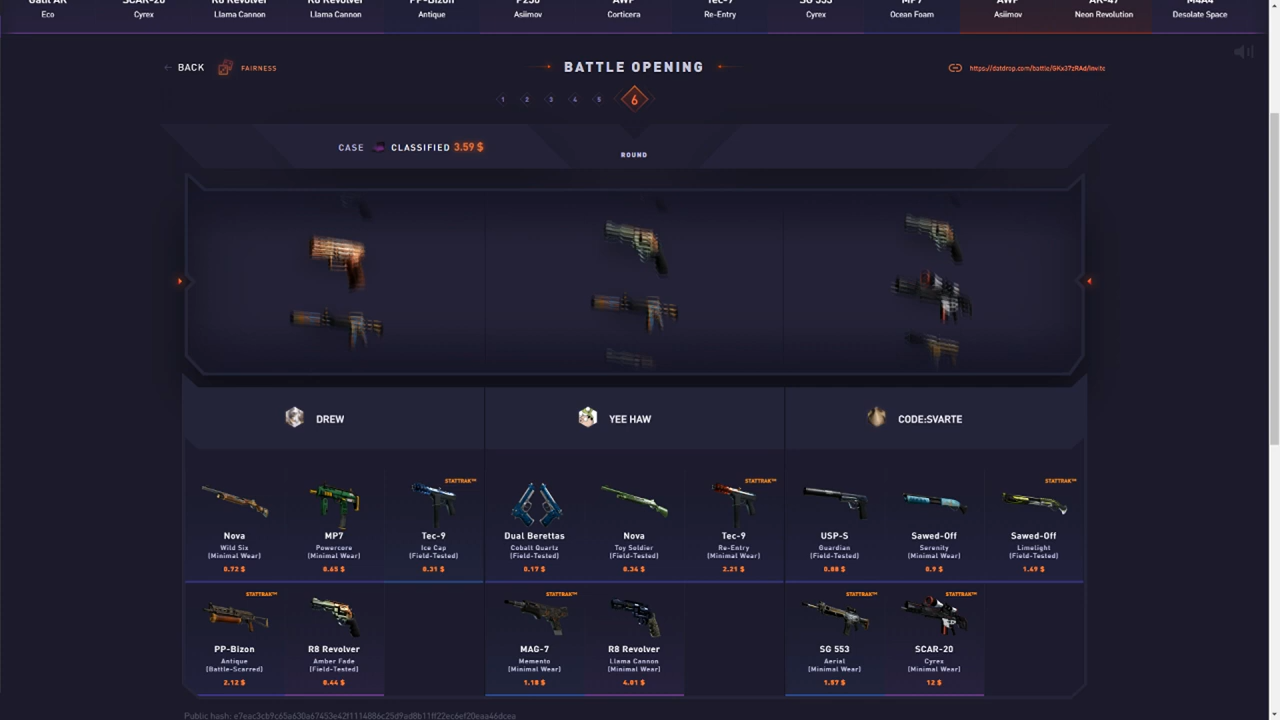 Galil AR SCAR-20 R8 Revolver R8 Revolver PP-Bizon P250 AWP Tec-9 SG 553 MP7 AWP AK-47 M4A4
Eco Cyrex Llama Cannon Llama Cannon Antique Asiimov Corticera Re-Entry Cyrex Ocean Foam Asiimov Neon Revolution Desolate Space
← BACK FAIRNESS BATTLE OPENING https://datdrop.com/battle/GKx37zRAd/invite
1 2 3 4 5 6
CASE CLASSIFIED 3.59 $
ROUND
DREW YEE HAW CODE:SVARTE
STATTRAK™ STATTRAK™ STATTRAK™
Nova MP7 Tec-9 Dual Berettas Nova Tec-9 USP-S Sawed-Off Sawed-Off
Wild Six Powercore Ice Cap Cobalt Quartz Toy Soldier Re-Entry Guardian Serenity Limelight
(Minimal Wear) (Minimal Wear) (Field-Tested) (Field-Tested) (Field-Tested) (Minimal Wear) (Field-Tested) (Minimal Wear) (Field-Tested)
0.72 $ 0.65 $ 0.31 $ 0.17 $ 0.34 $ 2.21 $ 0.88 $ 0.9 $ 1.49 $
STATTRAK™ STATTRAK™ STATTRAK™ STATTRAK™
PP-Bizon R8 Revolver MAG-7 R8 Revolver SG 553 SCAR-20
Antique Amber Fade Memento Llama Cannon Aerial Cyrex
(Battle-Scarred) (Field-Tested) (Minimal Wear) (Minimal Wear) (Minimal Wear) (Minimal Wear)
2.12 $ 0.44 $ 1.18 $ 4.01 $ 1.57 $ 12 $
Public hash: